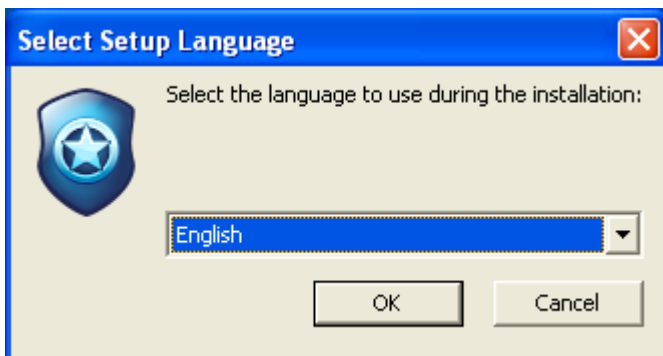 Select Setup Language
Select the language to use during the installation:
English
OK
Cancel